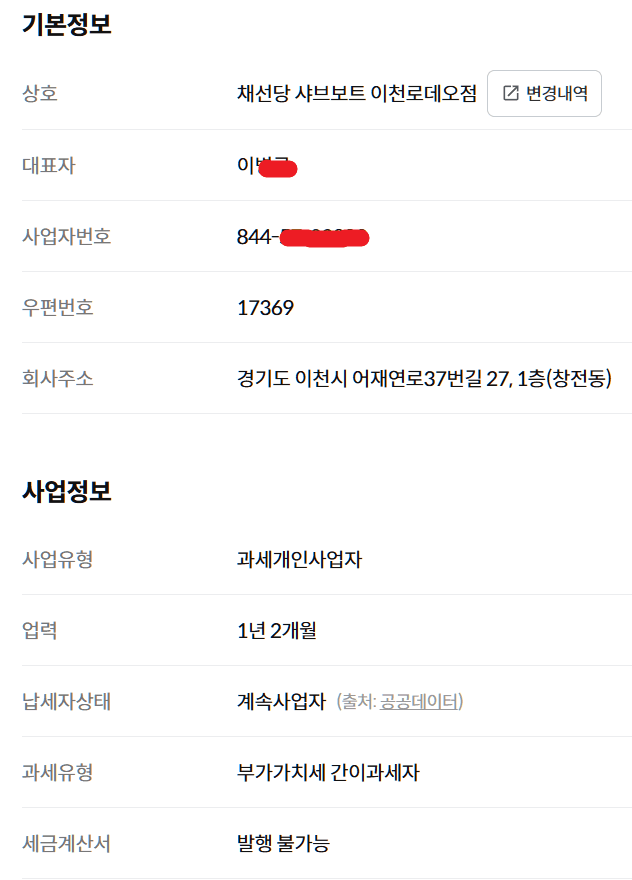 기본정보
상호 채선당 샤브보트 이천로데오점 변경내역
대표자 이
사업자번호 844-
우편번호 17369
회사주소 경기도 이천시 어재연로37번길 27, 1층(창전동)
사업정보
사업유형 과세개인사업자
업력 1년 2개월
납세자상태 계속사업자 (출처: 공공데이터)
과세유형 부가가치세 간이과세자
세금계산서 발행 불가능